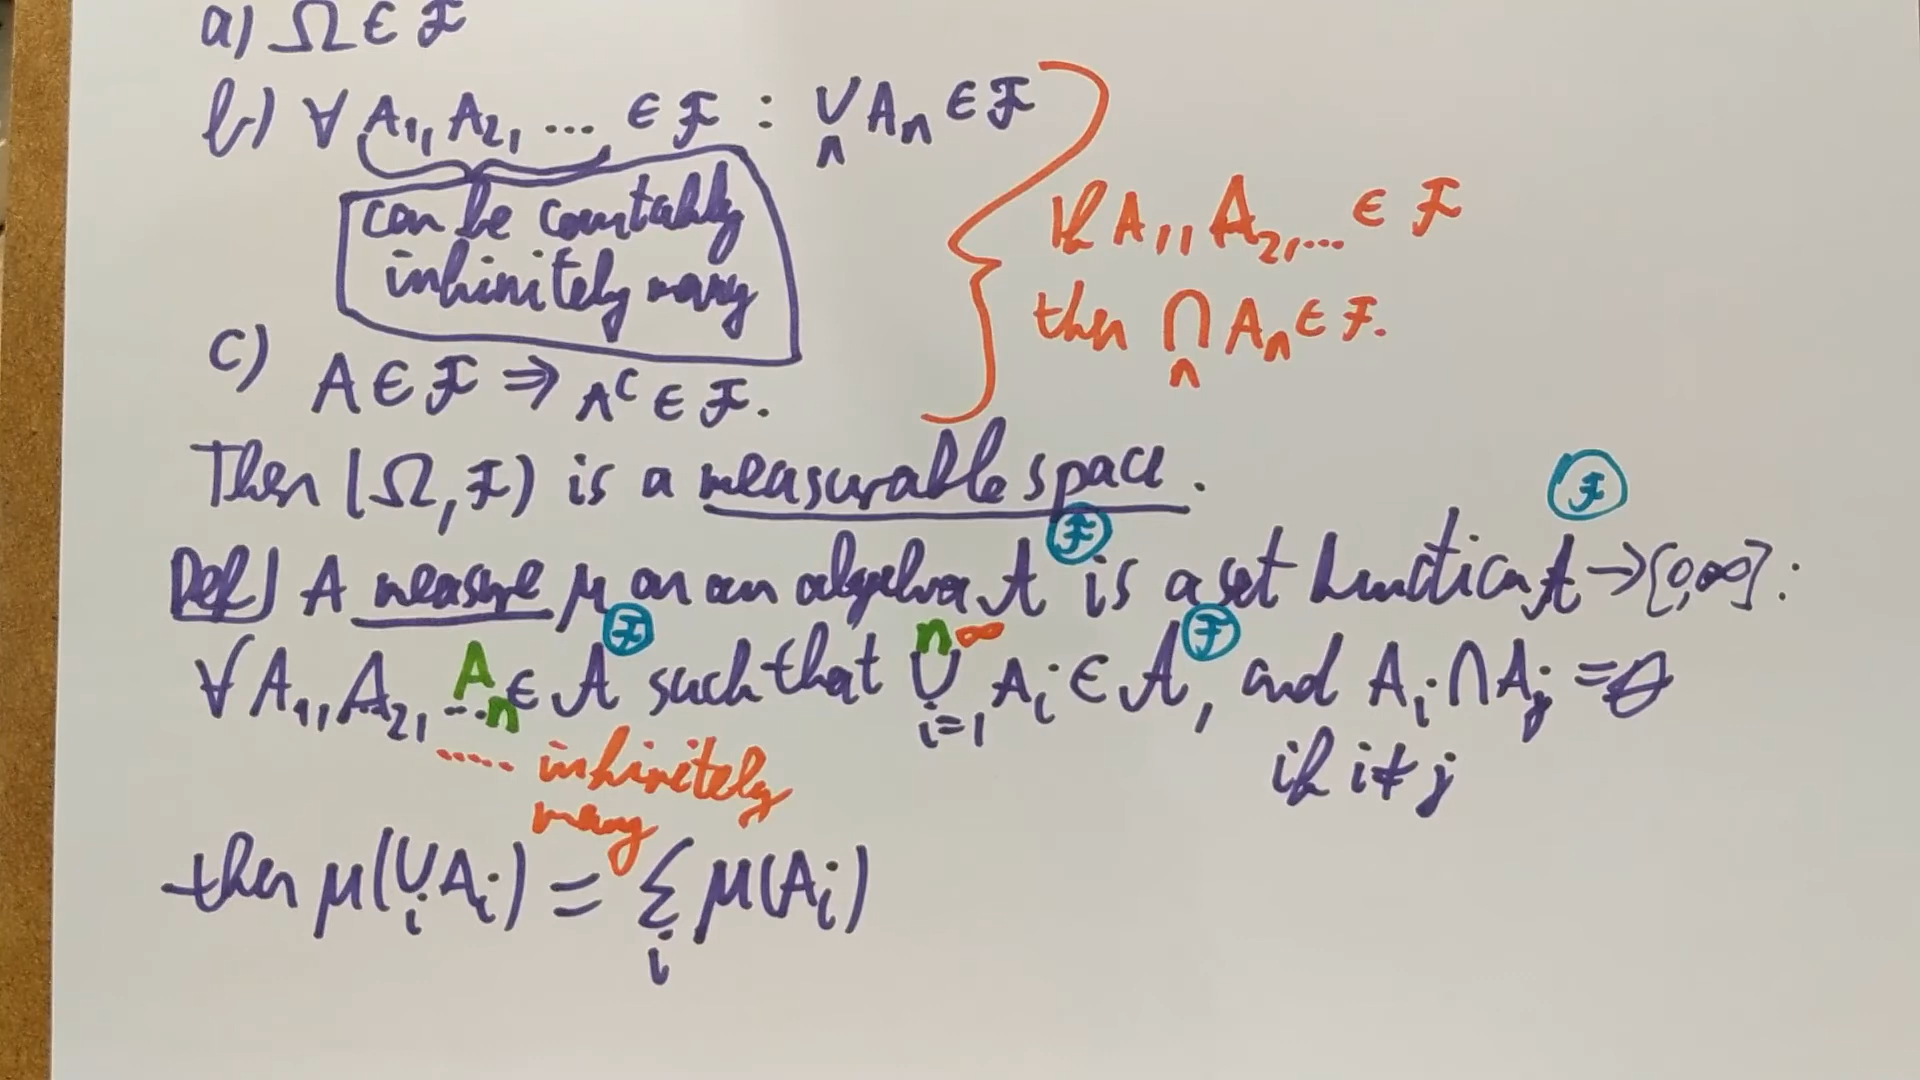 a) Ω ∈ ℱ
b) ∀ A₁, A₂, ... ∈ ℱ : ∪ₙ Aₙ ∈ ℱ
can be countably
infinitely many
If A₁, A₂, ... ∈ ℱ
then ∩ₙ Aₙ ∈ ℱ.
c) A ∈ ℱ ⇒ Aᶜ ∈ ℱ.
Then (Ω, ℱ) is a measurable space.
ℱ ℱ
Def) A measure μ on an algebra 𝒜 is a set function 𝒜 → [0,∞] :
ℱ n ∞ ℱ
∀ A₁, A₂, ... Aₙ ∈ 𝒜 such that ∪ i=1 Aᵢ ∈ 𝒜, and Aᵢ ∩ Aⱼ = ∅
if i ≠ j
..... infinitely
many
then μ(∪ᵢ Aᵢ) = Σᵢ μ(Aᵢ)